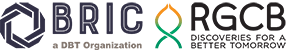 BRIC
a DBT Organization
RGCB
DISCOVERIES FOR A
BETTER TOMORROW